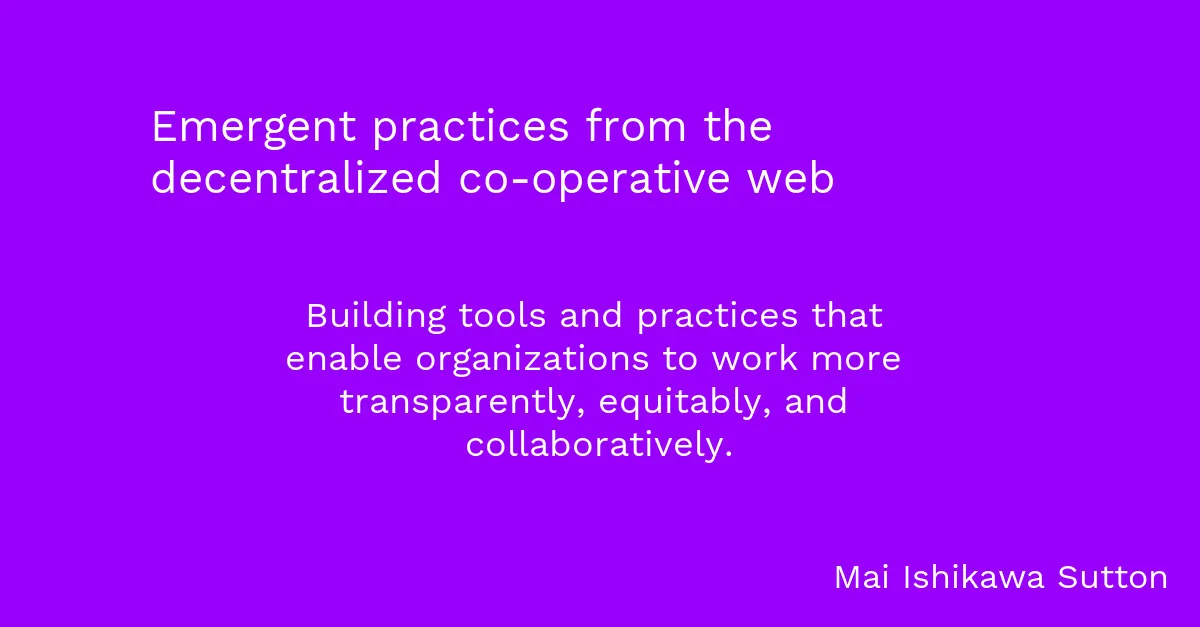 Emergent practices from the
decentralized co-operative web
Building tools and practices that
enable organizations to work more
transparently, equitably, and
collaboratively.
Mai Ishikawa Sutton